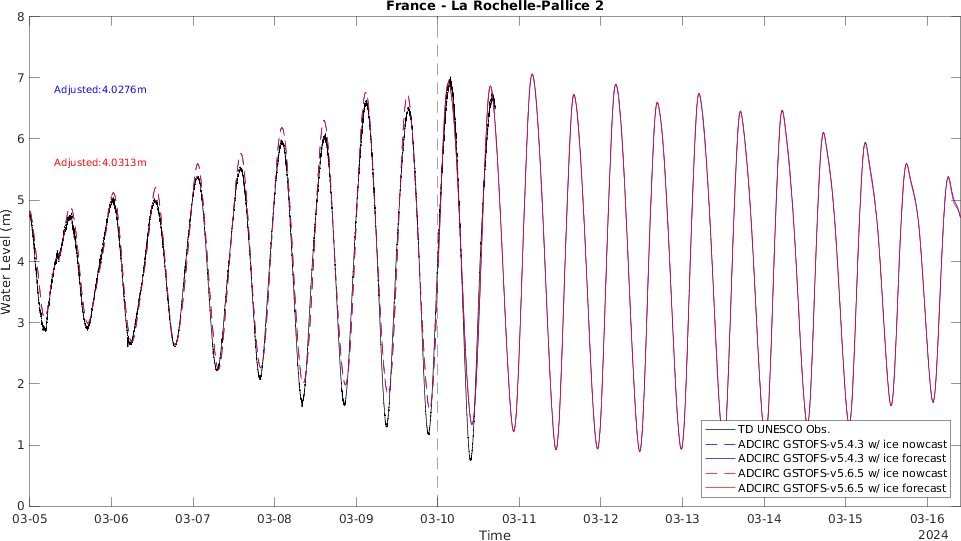 France - La Rochelle-Pallice 2
8
7
6
5
4
3
2
1
0
Water Level (m)
Adjusted:4.0276m
Adjusted:4.0313m
TD UNESCO Obs.
ADCIRC GSTOFS-v5.4.3 w/ ice nowcast
ADCIRC GSTOFS-v5.4.3 w/ ice forecast
ADCIRC GSTOFS-v5.6.5 w/ ice nowcast
ADCIRC GSTOFS-v5.6.5 w/ ice forecast
03-05 03-06 03-07 03-08 03-09 03-10 03-11 03-12 03-13 03-14 03-15 03-16
Time
2024